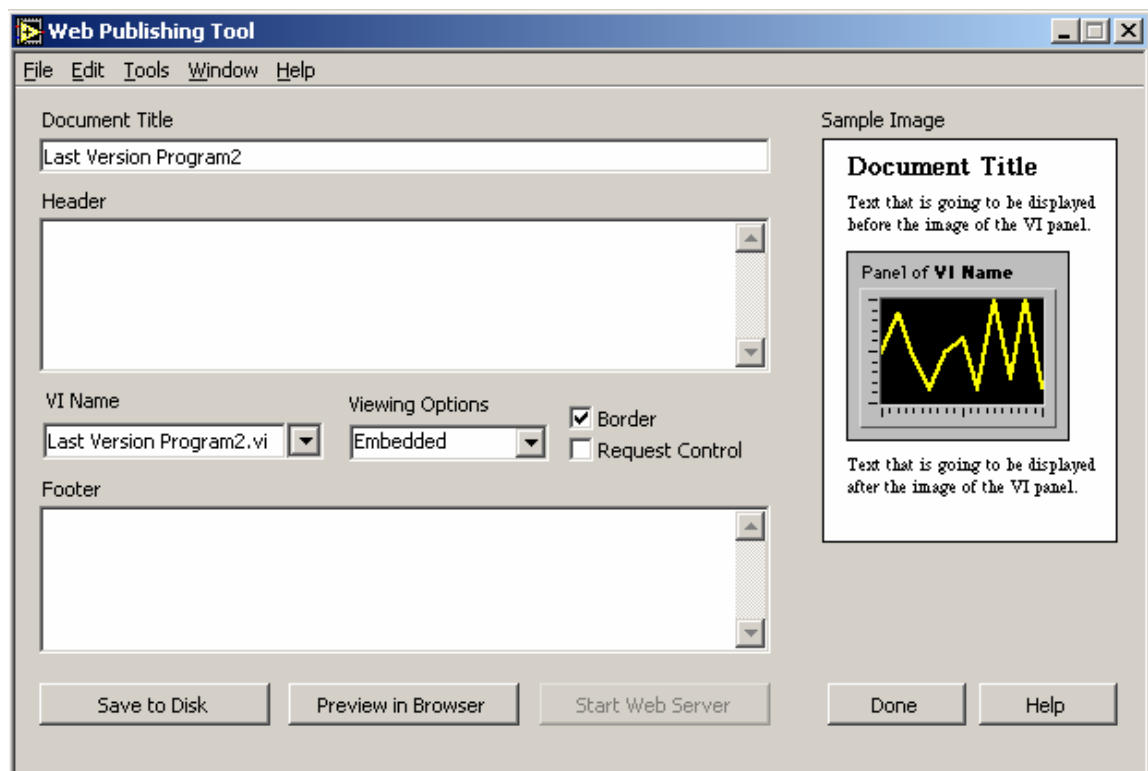 Web Publishing Tool
File Edit Tools Window Help
Document Title
Last Version Program2
Header
VI Name
Last Version Program2.vi
Viewing Options
Embedded
Border
Request Control
Footer
Save to Disk
Preview in Browser
Start Web Server
Sample Image
Document Title
Text that is going to be displayed
before the image of the VI panel.
Panel of VI Name
Text that is going to be displayed
after the image of the VI panel.
Done
Help